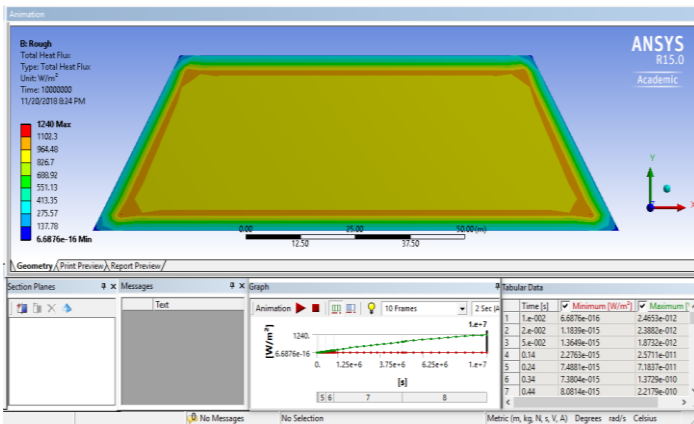 Animation
B: Rough
Total Heat Flux
Type: Total Heat Flux
Unit: W/m²
Time: 10000000
11/20/2018 8:34 PM
1240 Max
1102.3
964.48
826.7
688.92
551.13
413.35
275.57
137.78
6.6876e-16 Min
ANSYS
R15.0
Academic
Y
X
0.00 25.00 50.00 (m)
12.50 37.50
Geometry Print Preview Report Preview
Section Planes
Messages
Text
Graph
Animation 10 Frames 2 Sec (A
1.e+7
[W/m²]
1240.
6.6876e-16
0. 1.25e+6 3.75e+6 6.25e+6 1.e+7
[s]
5 6 7 8
Tabular Data
Time [s] Minimum [W/m²] Maximum [
1 1.e-002 6.6876e-016 2.4653e-012
2 2.e-002 1.1839e-015 2.3882e-012
3 5.e-002 1.3649e-015 1.8732e-012
4 0.14 2.2763e-015 2.5711e-011
5 0.24 7.4881e-015 7.1837e-011
6 0.34 7.3804e-015 1.3729e-010
7 0.44 8.0814e-015 2.2179e-010
No Messages No Selection Metric (m, kg, N, s, V, A) Degrees rad/s Celsius